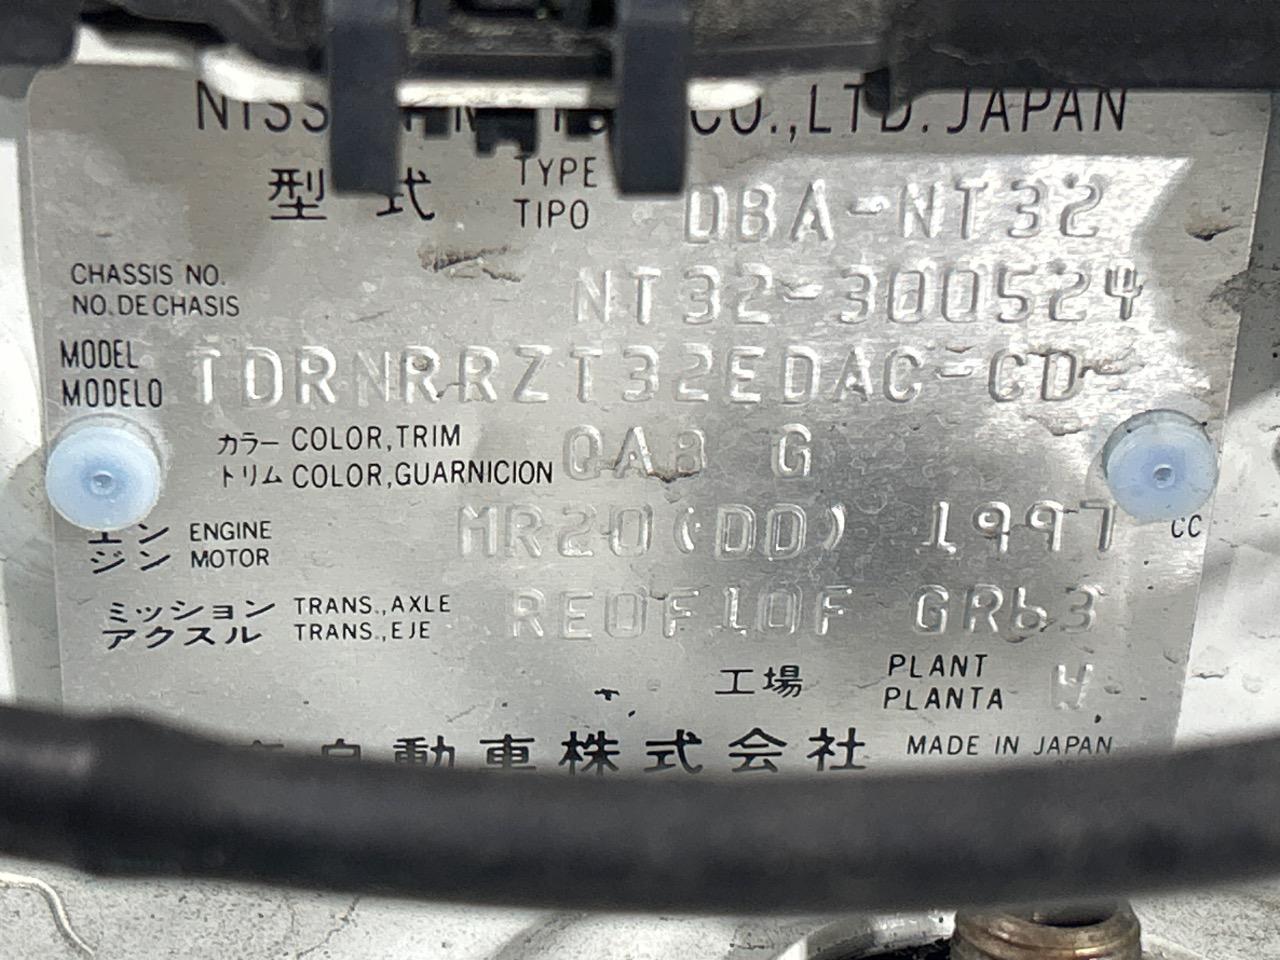 NISS CO.,LTD. JAPAN
型 式 TYPE TIPO DBA-NT32
CHASSIS NO.
NO. DE CHASIS NT32-300524
MODEL
MODELO TDRNRRZT32EDAC-CD-
カラー COLOR, TRIM
トリム COLOR, GUARNICION QAB G
エン ENGINE
ジン MOTOR MR20(DD) 1997 CC
ミッション TRANS., AXLE
アクスル TRANS., EJE RE0F10F GR63
工場 PLANT
PLANTA W
自動車株式会社 MADE IN JAPAN